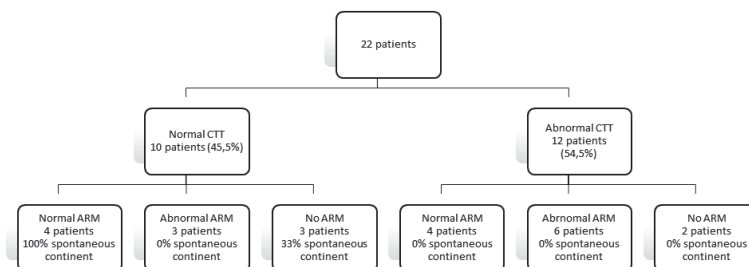 22 patients
Normal CTT
10 patients (45,5%)
Abnormal CTT
12 patients
(54,5%)
Normal ARM
4 patients
100% spontaneous
continent
Abnormal ARM
3 patients
0% spontaneous
continent
No ARM
3 patients
33% spontaneous
continent
Normal ARM
4 patients
0% spontaneous
continent
Abrnomal ARM
6 patients
0% spontaneous
continent
No ARM
2 patients
0% spontaneous
continent